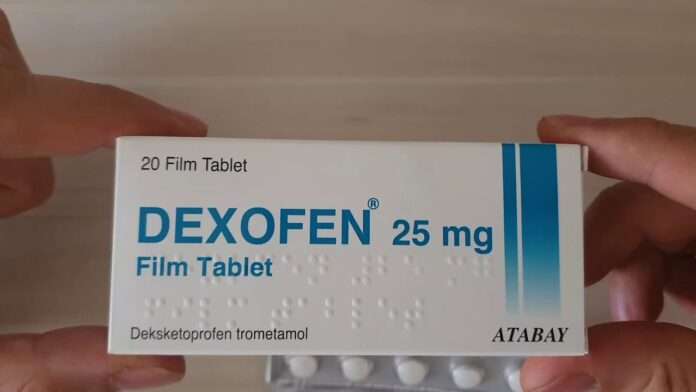 20 Film Tablet
DEXOFEN® 25 mg
Film Tablet
Deksketoprofen trometamol
ATABAY